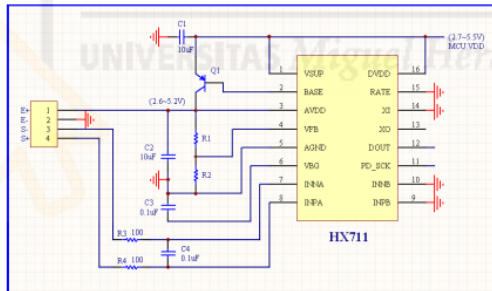 UNIVERSITAS Miguel Her
C1
10uF
(2.7~5.5V)
MCU VDD
Q1
1 VSUP DVDD 16
2 BASE RATE 15
3 AVDD XI 14
4 VFB XO 13
5 AGND DOUT 12
6 VBG PD_SCK 11
7 INNA INNB 10
8 INPA INPB 9
HX711
(2.6~5.2V)
E+ 1
E- 2
S- 3
S+ 4
R1
C2
10uF
R2
C3
0.1uF
R3 100
C4
0.1uF
R4 100